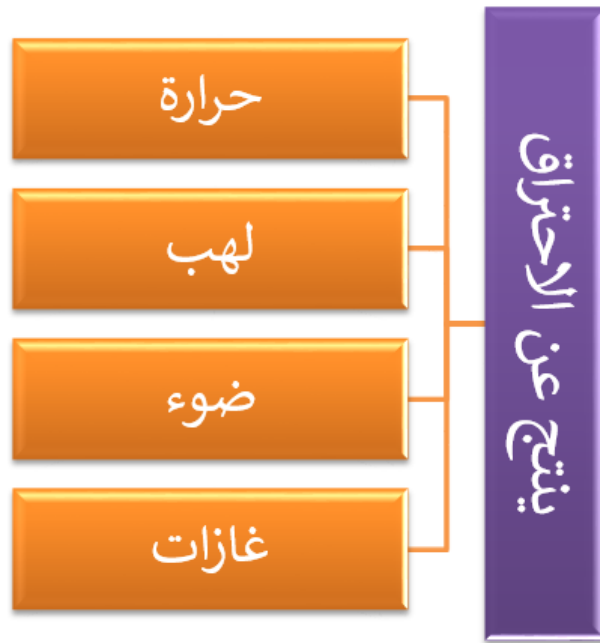 ينتج عن الاحتراق
حرارة
لهب
ضوء
غازات